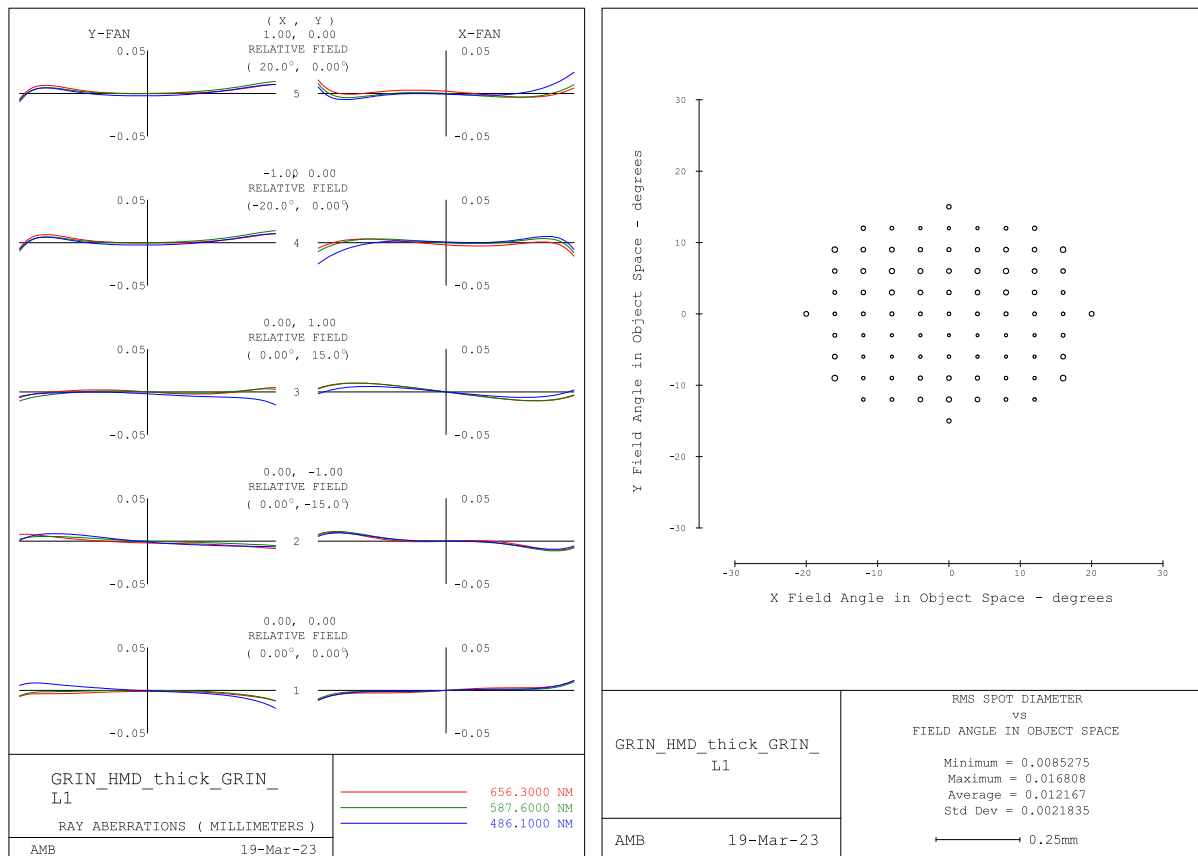 ( X , Y )
Y-FAN 1.00, 0.00 X-FAN
0.05 RELATIVE FIELD 0.05
( 20.0°, 0.00°)
5
-0.05 -0.05
-1.00, 0.00
0.05 RELATIVE FIELD 0.05
(-20.0°, 0.00°)
4
-0.05 -0.05
0.00, 1.00
0.05 RELATIVE FIELD 0.05
( 0.00°, 15.0°)
3
-0.05 -0.05
0.00, -1.00
0.05 RELATIVE FIELD 0.05
( 0.00°,-15.0°)
2
-0.05 -0.05
0.00, 0.00
0.05 RELATIVE FIELD 0.05
( 0.00°, 0.00°)
1
-0.05 -0.05
GRIN_HMD_thick_GRIN_
L1
RAY ABERRATIONS ( MILLIMETERS )
AMB 19-Mar-23
656.3000 NM
587.6000 NM
486.1000 NM
Y Field Angle in Object Space - degrees
30
20
10
0
-10
-20
-30
-30 -20 -10 0 10 20 30
X Field Angle in Object Space - degrees
GRIN_HMD_thick_GRIN_
L1
AMB 19-Mar-23
RMS SPOT DIAMETER
vs
FIELD ANGLE IN OBJECT SPACE
Minimum = 0.0085275
Maximum = 0.016808
Average = 0.012167
Std Dev = 0.0021835
0.25mm